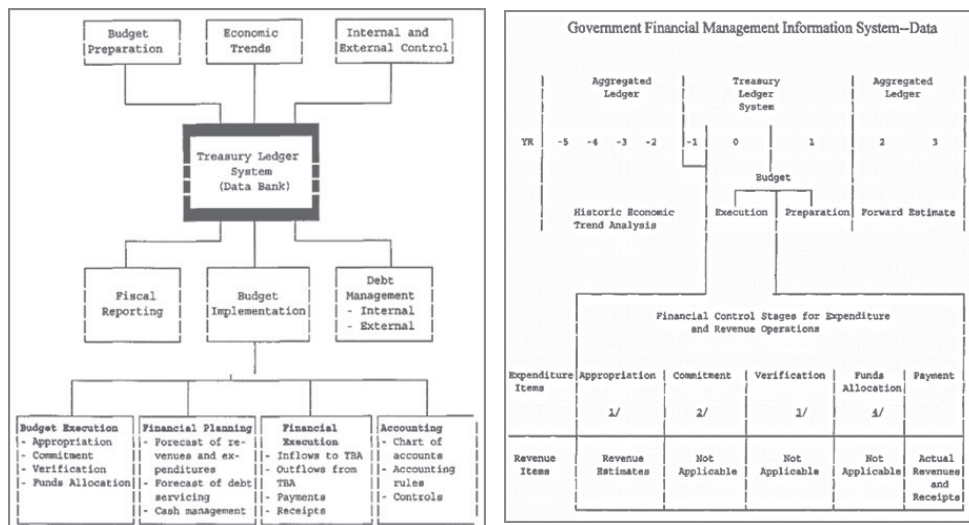 Budget
Preparation
Economic
Trends
Internal and
External Control
Treasury Ledger
System
(Data Bank)
Fiscal
Reporting
Budget
Implementation
Debt
Management
- Internal
- External
Budget Execution
- Appropriation
- Commitment
- Verification
- Funds Allocation
Financial Planning
- Forecast of re-
venues and ex-
penditures
- Forecast of debt
servicing
- Cash management
Financial
Execution
- Inflows to TBA
- Outflows from
TBA
- Payments
- Receipts
Accounting
- Chart of
accounts
- Accounting
rules
- Controls
Government Financial Management Information System--Data
Aggregated
Ledger
Treasury
Ledger
System
Aggregated
Ledger
YR -5 -4 -3 -2 -1 0 1 2 3
Budget
Historic Economic
Trend Analysis
Execution
Preparation
Forward Estimate
Financial Control Stages for Expenditure
and Revenue Operations
Expenditure
Items
Appropriation
1/
Commitment
2/
Verification
3/
Funds
Allocation
4/
Payment
Revenue
Items
Revenue
Estimates
Not
Applicable
Not
Applicable
Not
Applicable
Actual
Revenues
and
Receipts